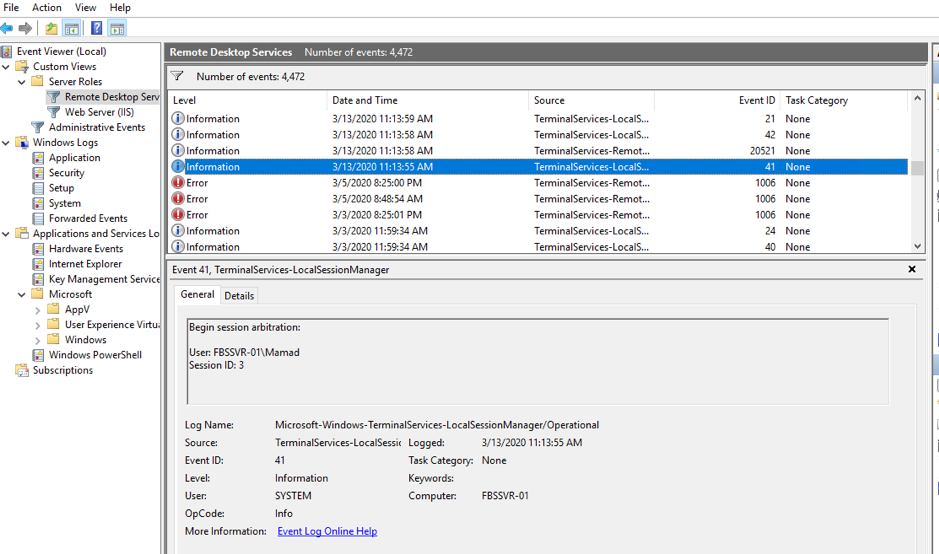 File Action View Help
Event Viewer (Local)
Custom Views
Server Roles
Remote Desktop Serv
Web Server (IIS)
Administrative Events
Windows Logs
Application
Security
Setup
System
Forwarded Events
Applications and Services Lo
Hardware Events
Internet Explorer
Key Management Service
Microsoft
AppV
User Experience Virtu
Windows
Windows PowerShell
Subscriptions
Remote Desktop Services Number of events: 4,472
Number of events: 4,472
Level Date and Time Source Event ID Task Category
Information 3/13/2020 11:13:59 AM TerminalServices-LocalS... 21 None
Information 3/13/2020 11:13:58 AM TerminalServices-LocalS... 42 None
Information 3/13/2020 11:13:58 AM TerminalServices-Remot... 20521 None
Information 3/13/2020 11:13:55 AM TerminalServices-LocalS... 41 None
Error 3/5/2020 8:25:00 PM TerminalServices-Remot... 1006 None
Error 3/5/2020 8:48:54 AM TerminalServices-Remot... 1006 None
Error 3/3/2020 8:25:01 PM TerminalServices-Remot... 1006 None
Information 3/3/2020 11:59:34 AM TerminalServices-LocalS... 24 None
Information 3/3/2020 11:59:34 AM TerminalServices-LocalS... 40 None
Event 41, TerminalServices-LocalSessionManager
General Details
Begin session arbitration:
User: FBSSVR-01\Mamad
Session ID: 3
Log Name: Microsoft-Windows-TerminalServices-LocalSessionManager/Operational
Source: TerminalServices-LocalSessic Logged: 3/13/2020 11:13:55 AM
Event ID: 41 Task Category: None
Level: Information Keywords:
User: SYSTEM Computer: FBSSVR-01
OpCode: Info
More Information: Event Log Online Help